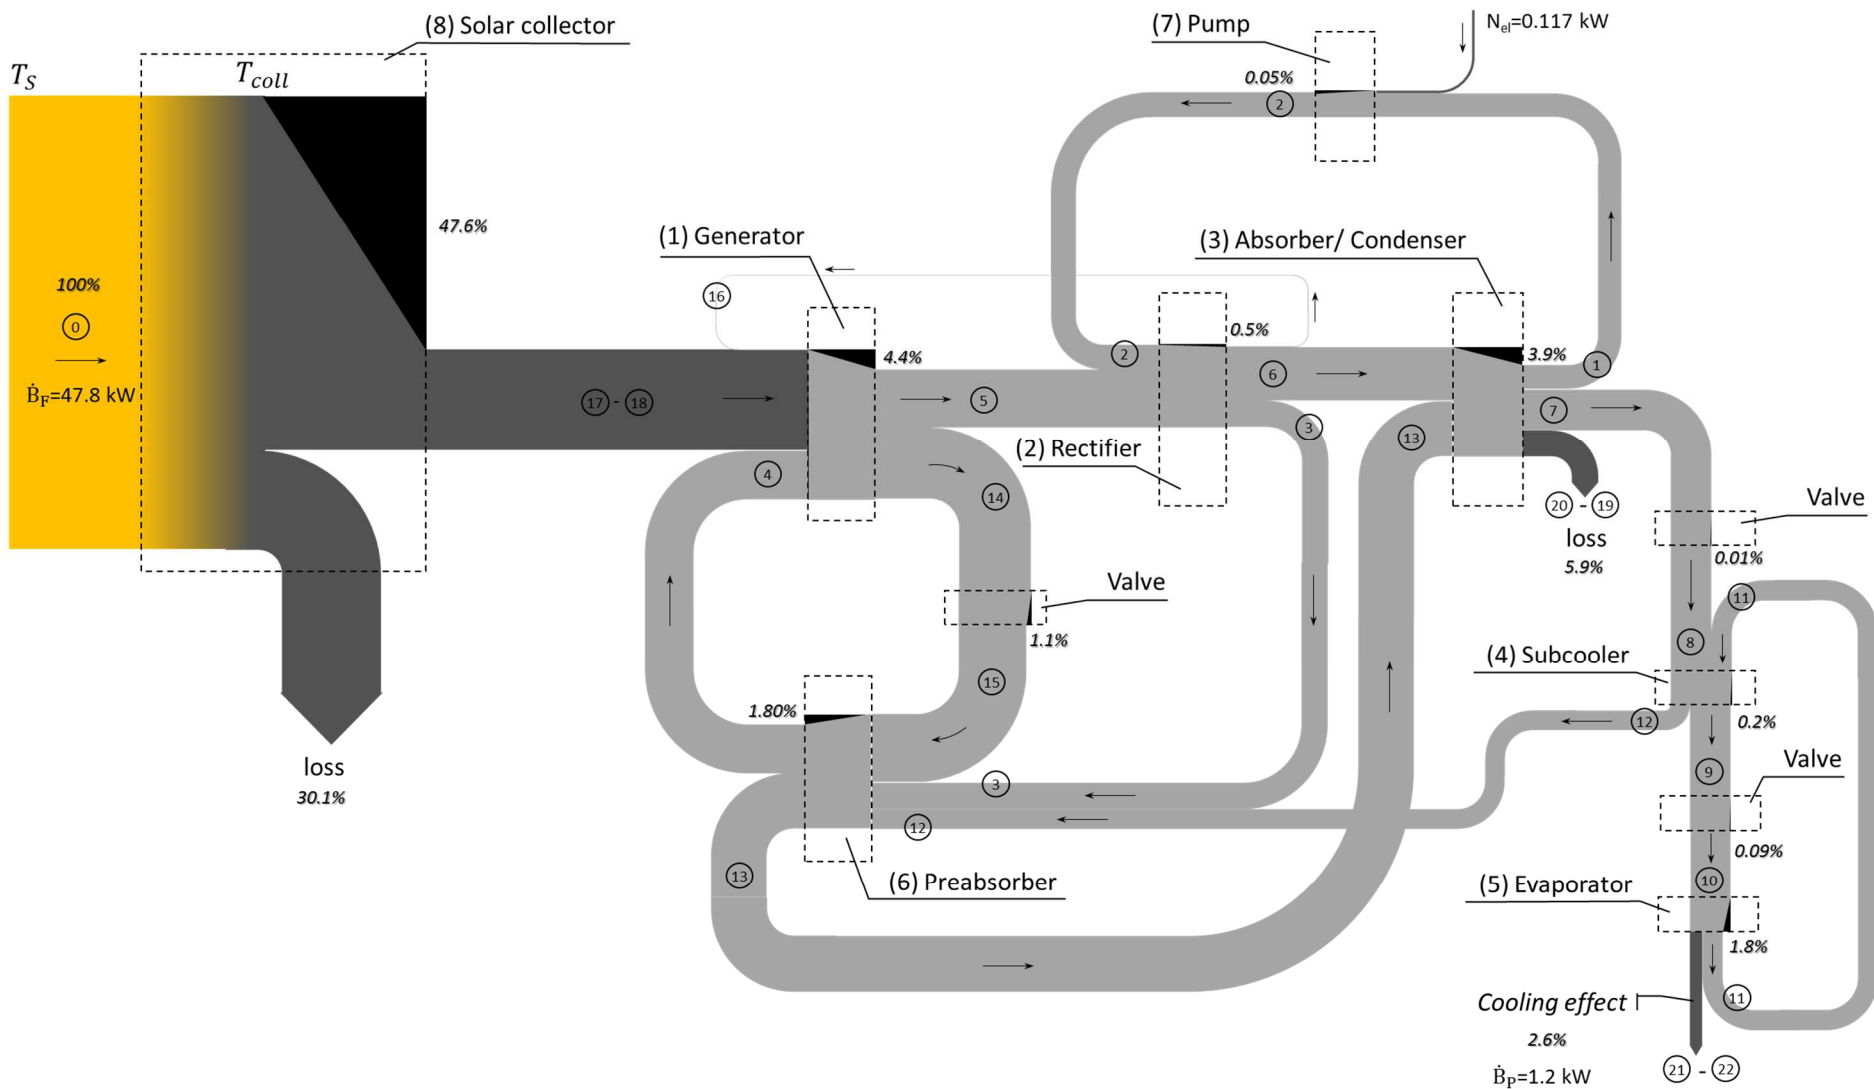 (8) Solar collector
T_S
T_coll
47.6%
100%
0
Ḃ_F=47.8 kW
loss
30.1%
(7) Pump
N_el=0.117 kW
0.05%
2
(1) Generator
16
4.4%
17 - 18
5
4
14
Valve
1.1%
15
1.80%
(3) Absorber/ Condenser
0.5%
2
6
3.9%
1
7
3
13
(2) Rectifier
20 - 19
loss
5.9%
Valve
0.01%
11
8
(4) Subcooler
0.2%
12
Valve
9
0.09%
10
(5) Evaporator
1.8%
3
12
13
(6) Preabsorber
Cooling effect
2.6%
11
21 - 22
Ḃ_P=1.2 kW